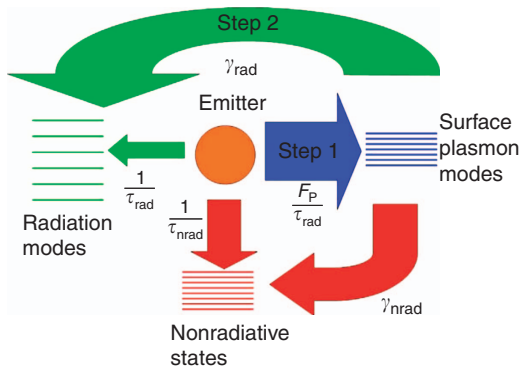 Step 2
γrad
Emitter
Step 1
Surface
plasmon
modes
1
τrad
1
τnrad
FP
τrad
Radiation
modes
γnrad
Nonradiative
states